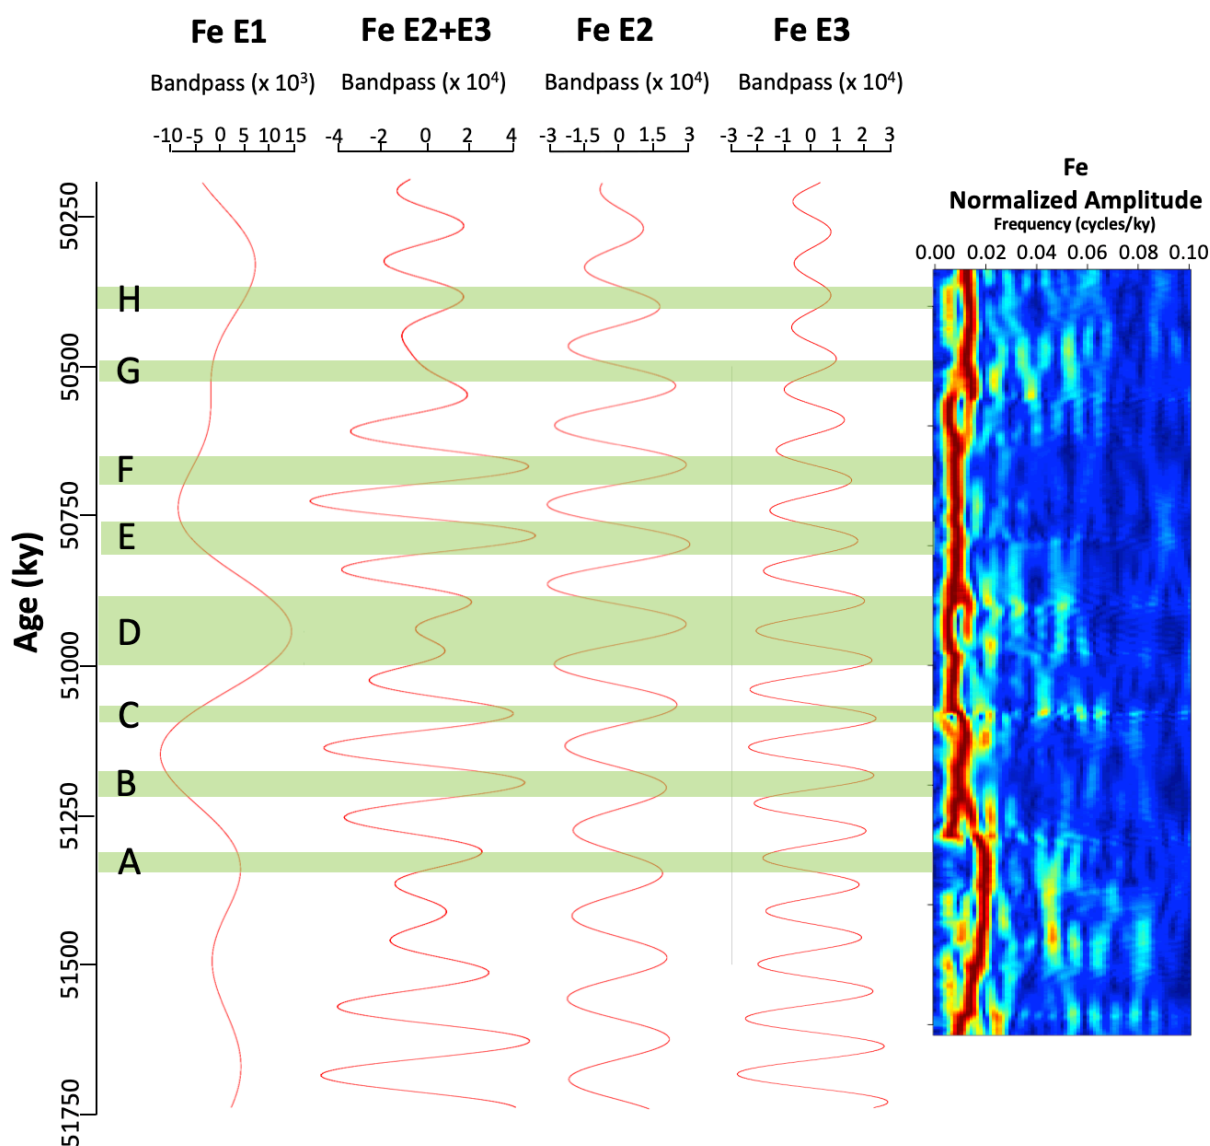 Fe E1 Fe E2+E3 Fe E2 Fe E3
Bandpass (x 10³) Bandpass (x 10⁴) Bandpass (x 10⁴) Bandpass (x 10⁴)
-10 -5 0 5 10 15 -4 -2 0 2 4 -3 -1.5 0 1.5 3 -3 -2 -1 0 1 2 3
Fe
Normalized Amplitude
Frequency (cycles/ky)
0.00 0.02 0.04 0.06 0.08 0.10
Age (ky)
50250
H
50500
G
F
50750
E
D
51000
C
B
51250
A
51500
51750